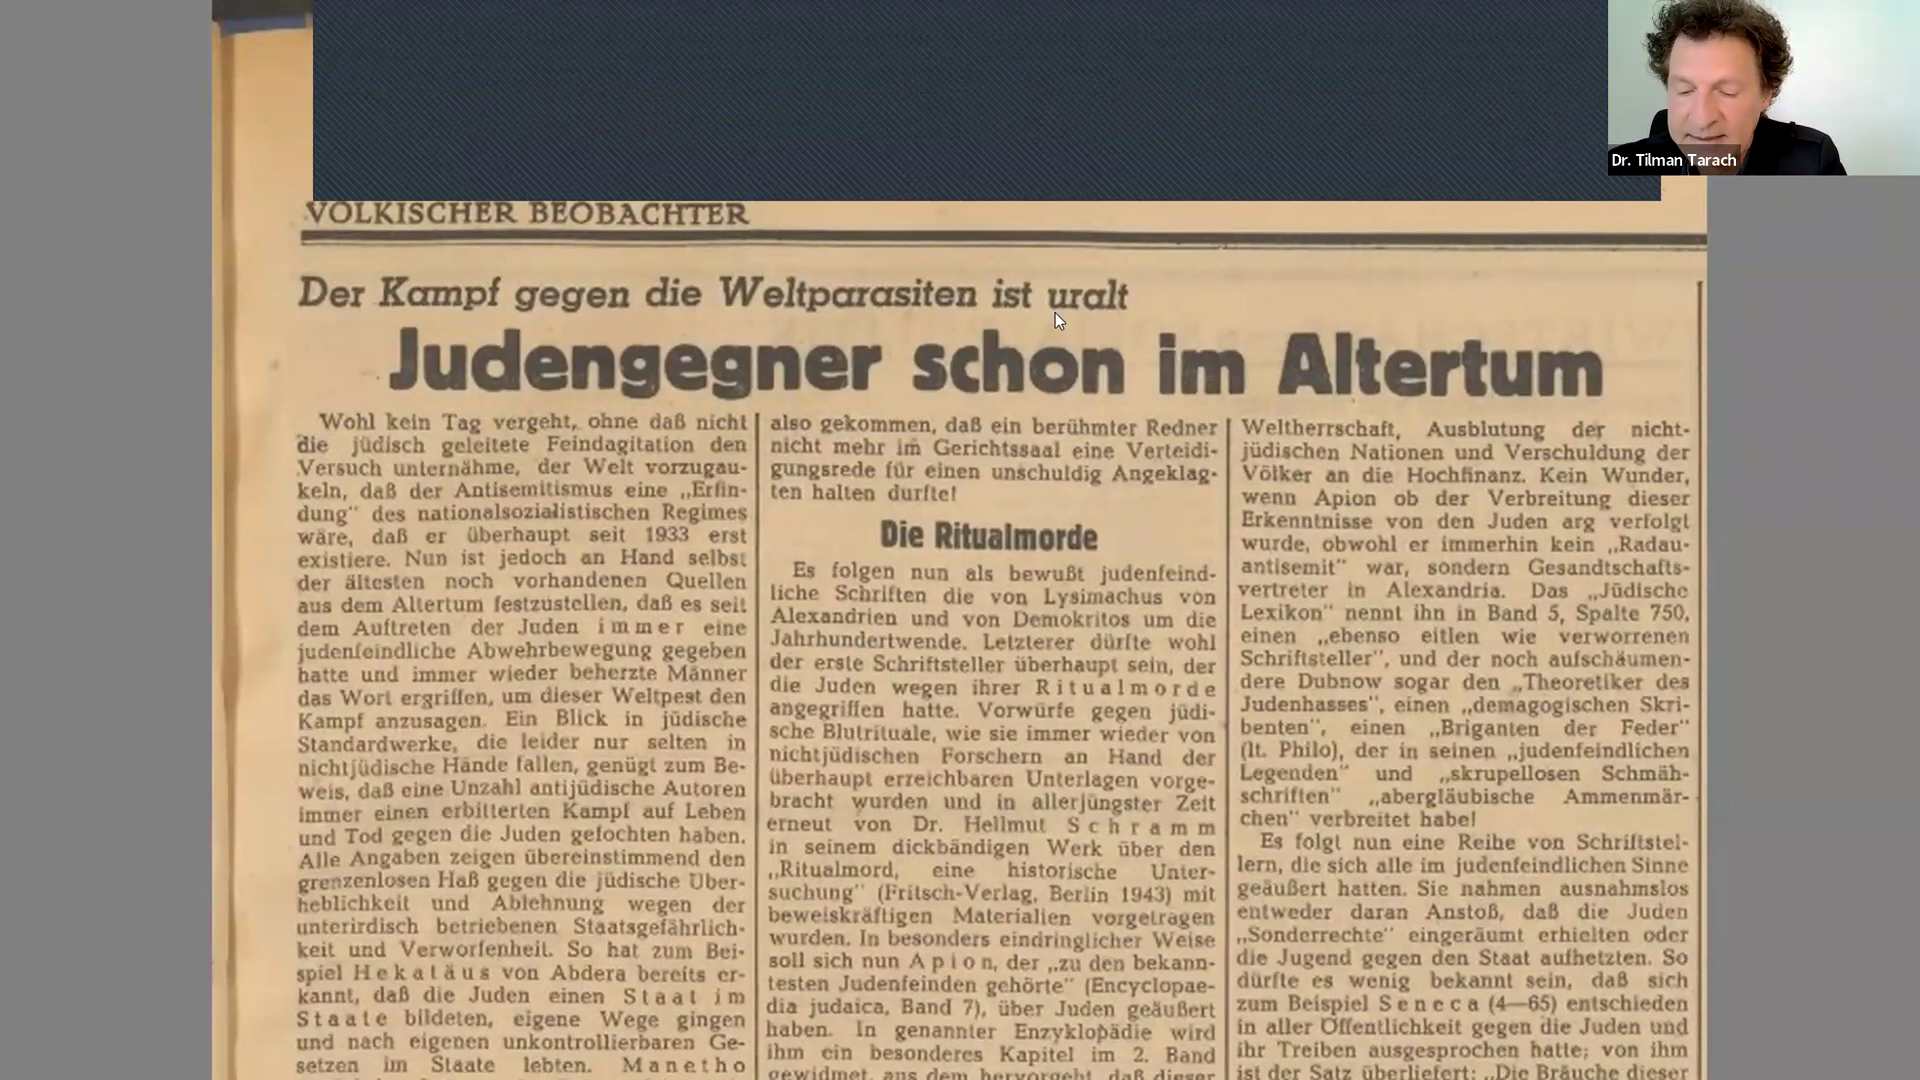 Dr. Tilman Tarach
VÖLKISCHER BEOBACHTER
Der Kampf gegen die Weltparasiten ist uralt
Judengegner schon im Altertum
Wohl kein Tag vergeht, ohne daß nicht
die jüdisch geleitete Feindagitation den
Versuch unternähme, der Welt vorzugau-
keln, daß der Antisemitismus eine „Erfin-
dung" des nationalsozialistischen Regimes
wäre, daß er überhaupt seit 1933 erst
existiere. Nun ist jedoch an Hand selbst
der ältesten noch vorhandenen Quellen
aus dem Altertum festzustellen, daß es seit
dem Auftreten der Juden immer eine
judenfeindliche Abwehrbewegung gegeben
hatte und immer wieder beherzte Männer
das Wort ergriffen, um dieser Weltpest den
Kampf anzusagen. Ein Blick in jüdische
Standardwerke, die leider nur selten in
nichtjüdische Hände fallen, genügt zum Be-
weis, daß eine Unzahl antijüdische Autoren
immer einen erbitterten Kampf auf Leben
und Tod gegen die Juden gefochten haben.
Alle Angaben zeigen übereinstimmend den
grenzenlosen Haß gegen die jüdische Über-
heblichkeit und Ablehnung wegen der
unterirdisch betriebenen Staatsgefährlich-
keit und Verworfenheit. So hat zum Bei-
spiel Hekatäus von Abdera bereits er-
kannt, daß die Juden einen Staat im
Staate bildeten, eigene Wege gingen
und nach eigenen unkontrollierbaren Ge-
setzen im Staate lebten. Manetho
also gekommen, daß ein berühmter Redner
nicht mehr im Gerichtssaal eine Verteidi-
gungsrede für einen unschuldig Angeklag-
ten halten durfte!
Die Ritualmorde
Es folgen nun als bewußt judenfeind-
liche Schriften die von Lysimachus von
Alexandrien und von Demokritos um die
Jahrhundertwende. Letzterer dürfte wohl
der erste Schriftsteller überhaupt sein, der
die Juden wegen ihrer Ritualmorde
angegriffen hatte. Vorwürfe gegen jüdi-
sche Blutrituale, wie sie immer wieder von
nichtjüdischen Forschern an Hand der
überhaupt erreichbaren Unterlagen vorge-
bracht wurden und in allerjüngster Zeit
erneut von Dr. Hellmut Schramm
in seinem dickbändigen Werk über den
„Ritualmord, eine historische Unter-
suchung" (Fritsch-Verlag, Berlin 1943) mit
beweiskräftigen Materialien vorgetragen
wurden. In besonders eindringlicher Weise
soll sich nun Apion, der „zu den bekann-
testen Judenfeinden gehörte" (Encyclopae-
dia judaica, Band 7), über Juden geäußert
haben. In genannter Enzyklopädie wird
ihm ein besonderes Kapitel im 2. Band
gewidmet, aus dem hervorgeht, daß dieser
Weltherrschaft, Ausblutung der nicht-
jüdischen Nationen und Verschuldung der
Völker an die Hochfinanz. Kein Wunder,
wenn Apion ob der Verbreitung dieser
Erkenntnisse von den Juden arg verfolgt
wurde, obwohl er immerhin kein „Radau-
antisemit" war, sondern Gesandtschafts-
vertreter in Alexandria. Das „Jüdische
Lexikon" nennt ihn in Band 5, Spalte 750,
einen „ebenso eitlen wie verworrenen
Schriftsteller", und der noch aufschäumen-
dere Dubnow sogar den „Theoretiker des
Judenhasses", einen „demagogischen Skri-
benten", einen „Briganten der Feder"
(lt. Philo), der in seinen „judenfeindlichen
Legenden" und „skrupellosen Schmäh-
schriften" „abergläubische Ammenmär-
chen" verbreitet habe!
Es folgt nun eine Reihe von Schriftstel-
lern, die sich alle im judenfeindlichen Sinne
geäußert hatten. Sie nahmen ausnahmslos
entweder daran Anstoß, daß die Juden
„Sonderrechte" eingeräumt erhielten oder
die Jugend gegen den Staat aufhetzten. So
dürfte es wenig bekannt sein, daß sich
zum Beispiel Seneca (4—65) entschieden
in aller Öffentlichkeit gegen die Juden und
ihr Treiben ausgesprochen hatte; von ihm
ist der Satz überliefert: „Die Bräuche dieser